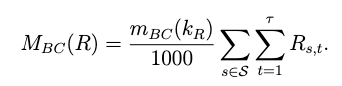 $$M_{BC}(R) = \frac{m_{BC}(k_R)}{1000} \sum_{s \in \mathcal{S}} \sum_{t=1}^{\tau} R_{s,t}.$$